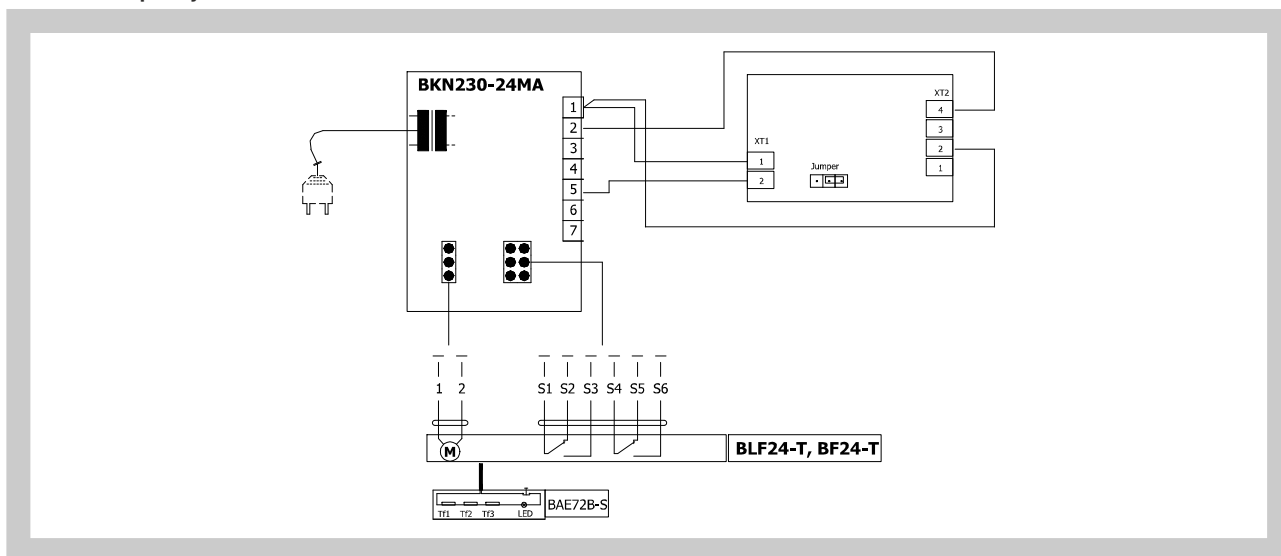 BKN230-24MA
1
2
3
4
5
6
7
XT2
4
3
2
1
XT1
1
2
Jumper
1 2 S1 S2 S3 S4 S5 S6
M
BLF24-T, BF24-T
BAE72B-S
Tf1 Tf2 Tf3 LED